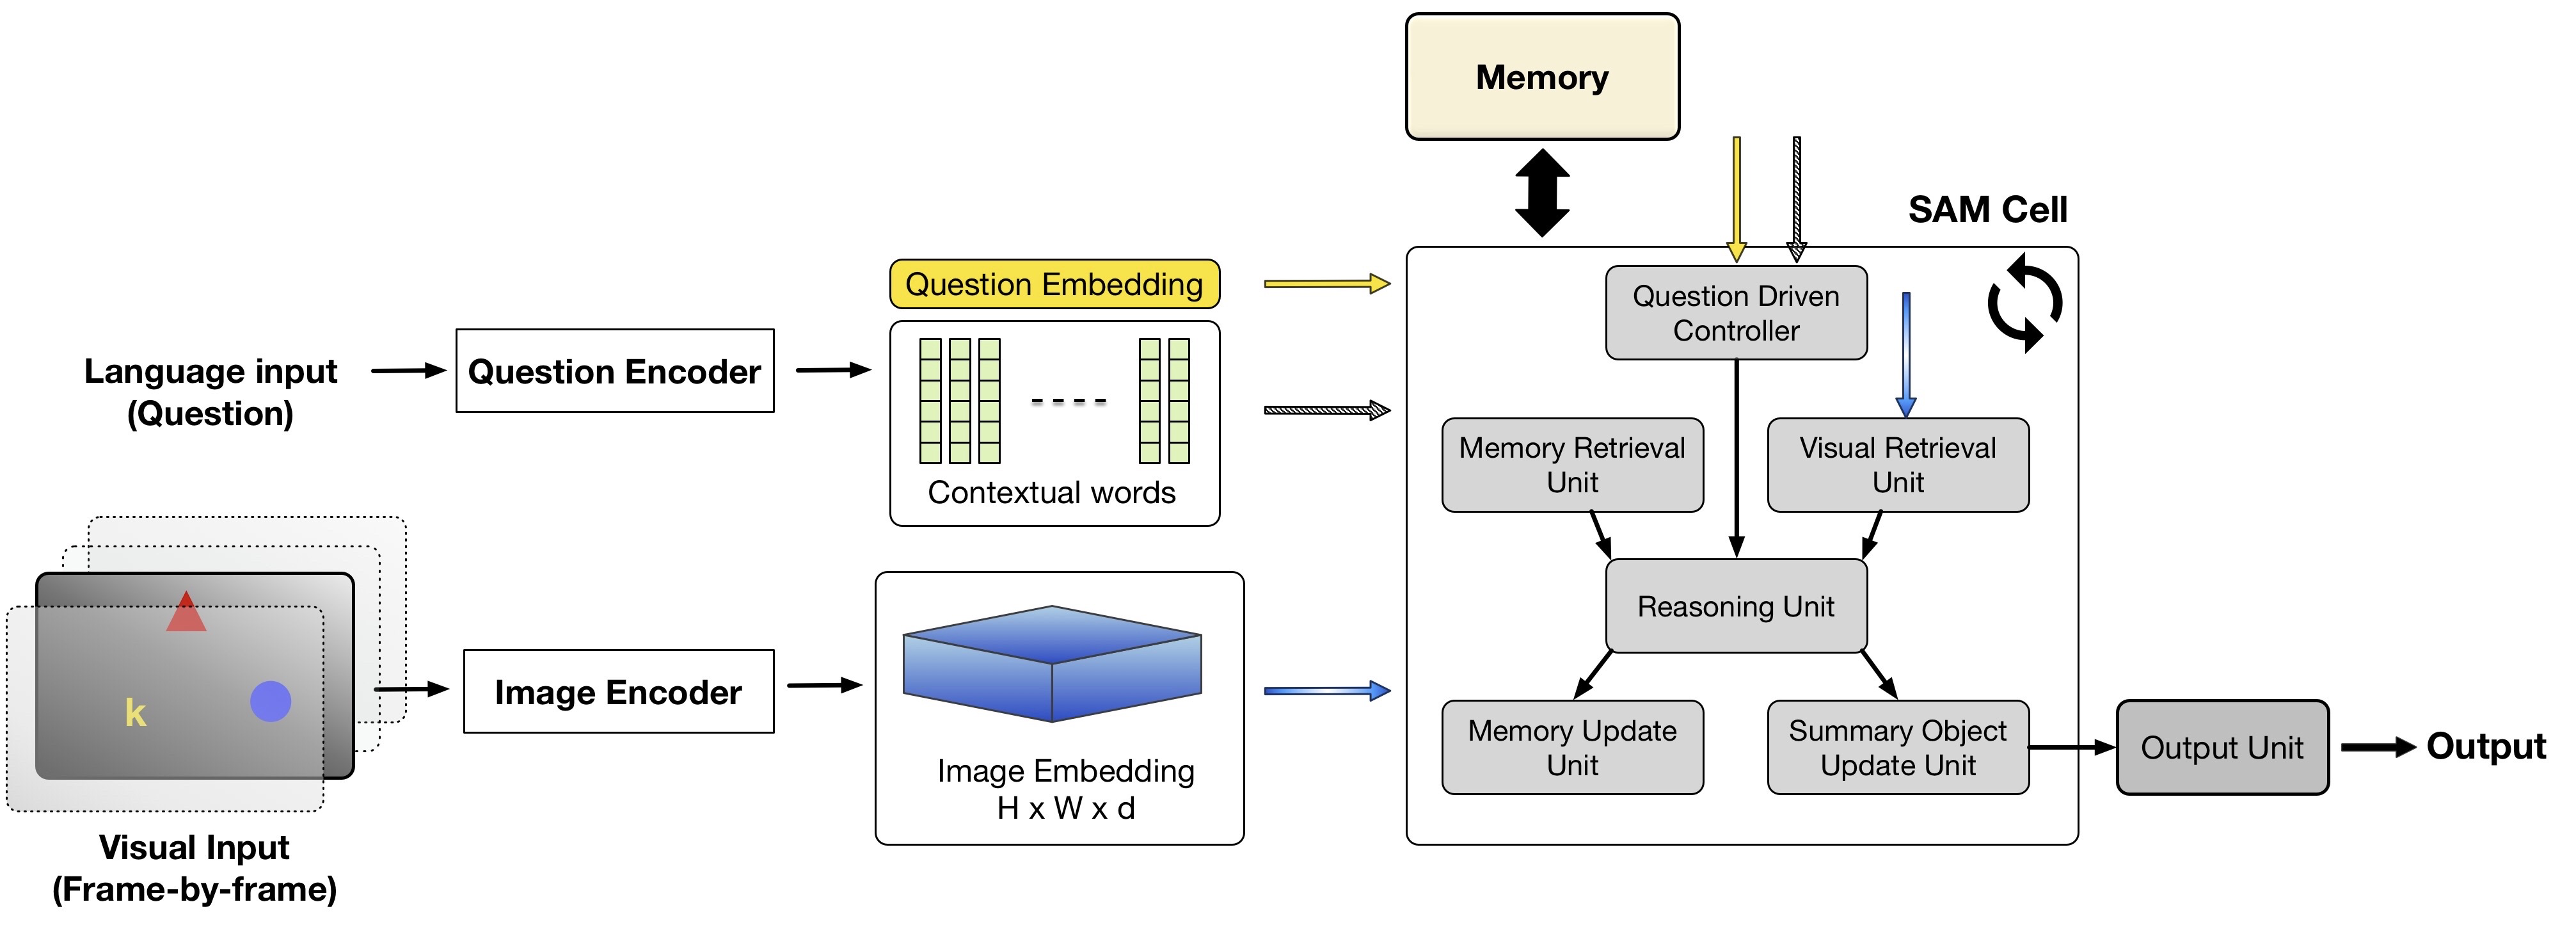 Memory
SAM Cell
Question Embedding
Question Driven
Controller
Language input
(Question)
Question Encoder
Contextual words
Memory Retrieval
Unit
Visual Retrieval
Unit
Reasoning Unit
k
Image Encoder
Image Embedding
H x W x d
Memory Update
Unit
Summary Object
Update Unit
Output Unit
Output
Visual Input
(Frame-by-frame)